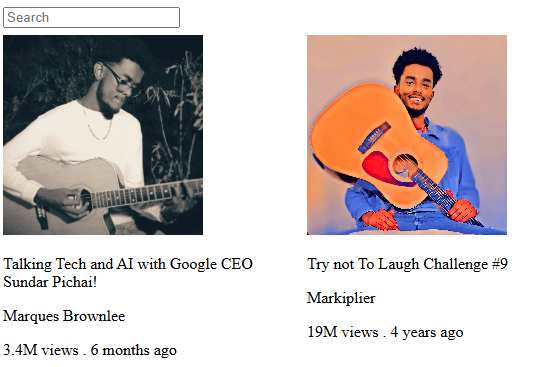 Search
Talking Tech and AI with Google CEO
Sundar Pichai!
Marques Brownlee
3.4M views . 6 months ago
Try not To Laugh Challenge #9
Markiplier
19M views . 4 years ago